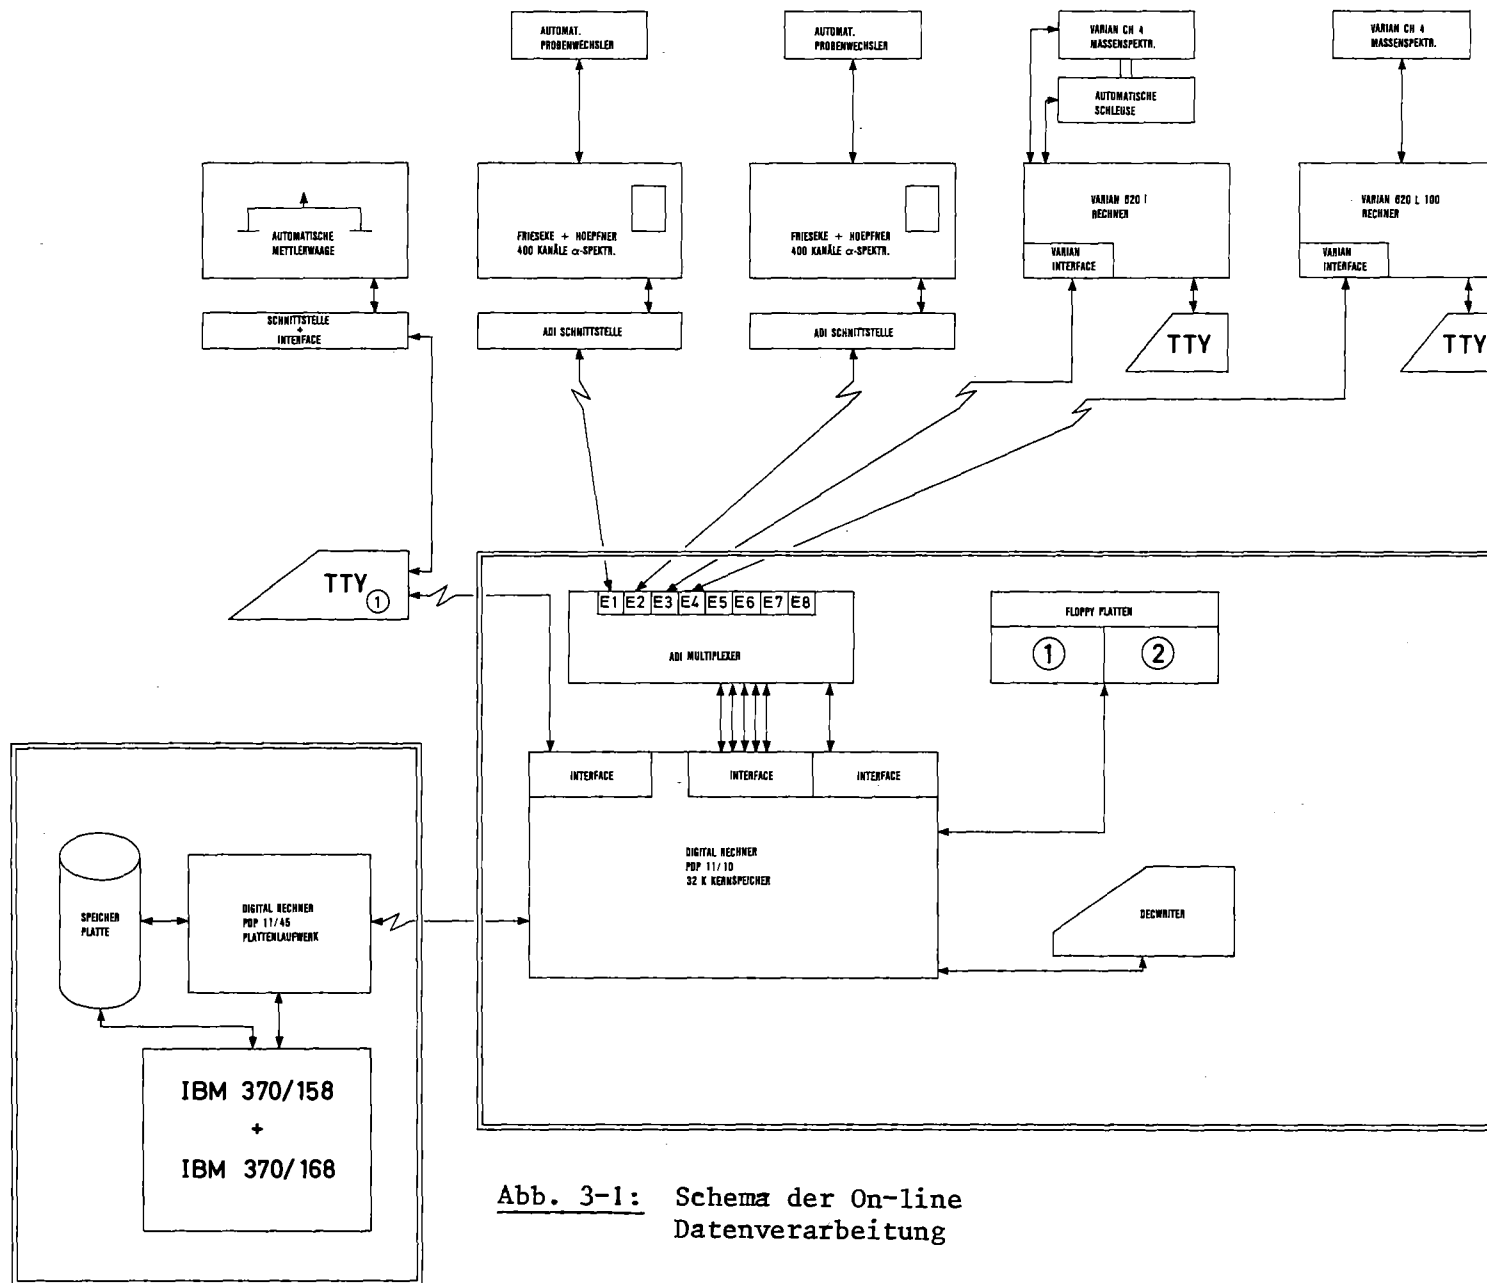 AUTOMAT.
PROBENWECHSLER
AUTOMAT.
PROBENWECHSLER
VARIAN CH 4
MASSENSPEKTR.
VARIAN CH 4
MASSENSPEKTR.
AUTOMATISCHE
SCHLEUSE
AUTOMATISCHE
METTLERWAAGE
FRIESEKE + HOEPFNER
400 KANÄLE α-SPEKTR.
FRIESEKE + HOEPFNER
400 KANÄLE α-SPEKTR.
VARIAN 620 I
RECHNER
VARIAN
INTERFACE
VARIAN 620 L 100
RECHNER
VARIAN
INTERFACE
SCHNITTSTELLE
+
INTERFACE
ADI SCHNITTSTELLE
ADI SCHNITTSTELLE
TTY
TTY
TTY
1
E1 E2 E3 E4 E5 E6 E7 E8
ADI MULTIPLEXER
FLOPPY PLATTEN
1
2
INTERFACE
INTERFACE
INTERFACE
DIGITAL RECHNER
PDP 11/10
32 K KERNSPEICHER
DECWRITER
SPEICHER
PLATTE
DIGITAL RECHNER
PDP 11/45
PLATTENLAUFWERK
IBM 370/158
+
IBM 370/168
Abb. 3-1: Schema der On-line
Datenverarbeitung